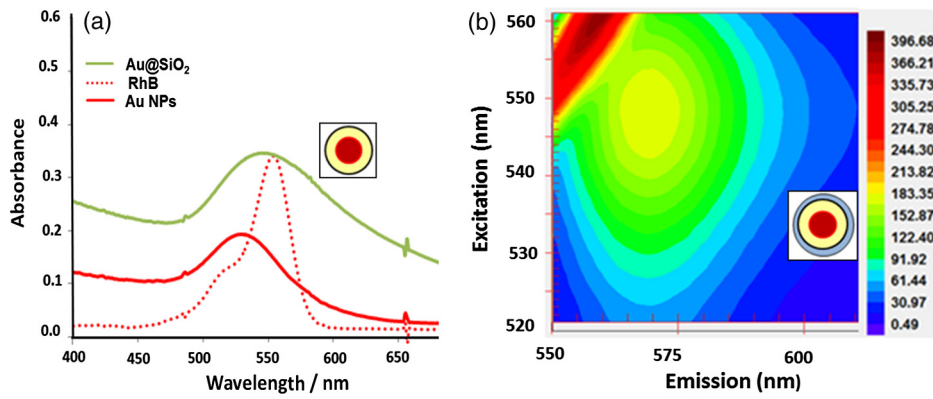 (a)
0.6
0.5
0.4
0.3
0.2
0.1
0.0
Absorbance
Au@SiO₂
RhB
Au NPs
400 450 500 550 600 650
Wavelength / nm
(b)
560
550
540
530
520
Excitation (nm)
550 575 600
Emission (nm)
396.68
366.21
335.73
305.25
274.78
244.30
213.82
183.35
152.87
122.40
91.92
61.44
30.97
0.49